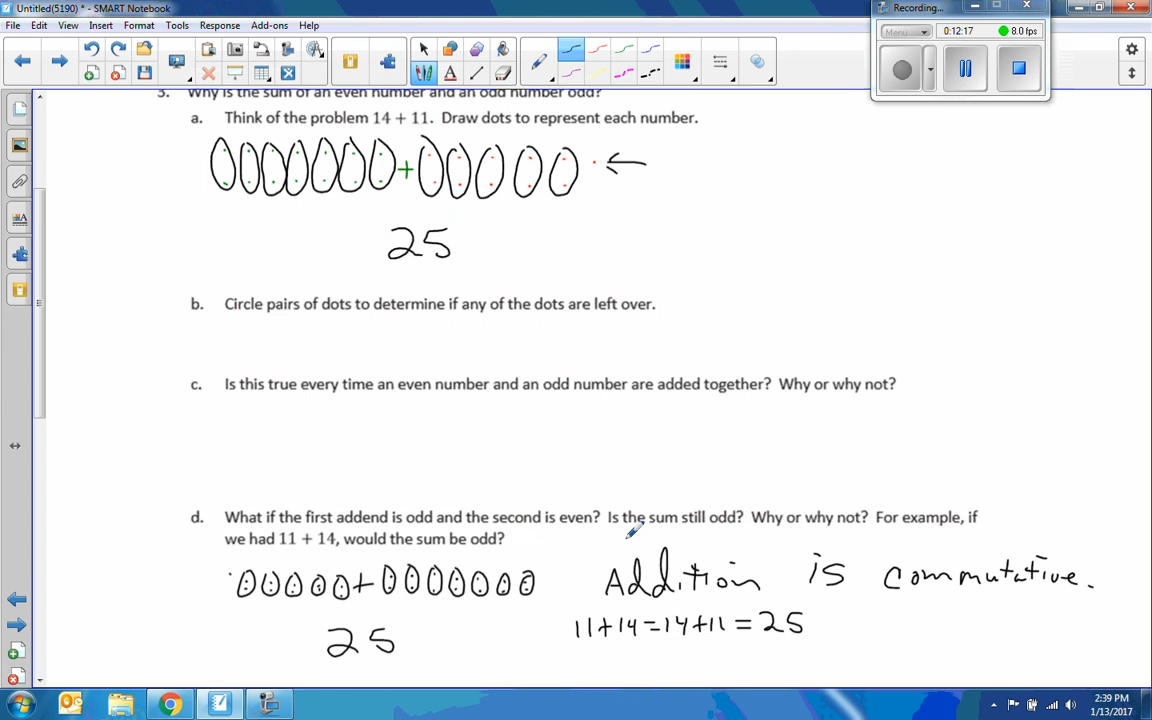 Untitled(5190) * - SMART Notebook
Recording...
File Edit View Insert Format Tools Response Add-ons Help
Menu 0:12:17 8.0 fps
3. Why is the sum of an even number and an odd number odd?
a. Think of the problem 14 + 11. Draw dots to represent each number.
+
25
b. Circle pairs of dots to determine if any of the dots are left over.
c. Is this true every time an even number and an odd number are added together? Why or why not?
d. What if the first addend is odd and the second is even? Is the sum still odd? Why or why not? For example, if
we had 11 + 14, would the sum be odd?
+ Addition is commutative.
11+14=14+11=25
25
2:39 PM
1/13/2017